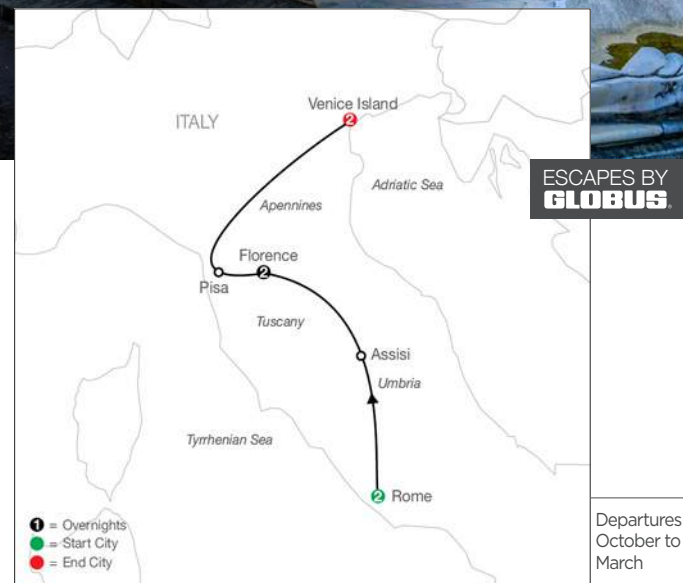 Venice Island
2
ITALY
Adriatic Sea
ESCAPES BY
GLOBUS.
Apennines
Florence
2
Pisa
Tuscany
Assisi
Umbria
Tyrrhenian Sea
2 Rome
1 = Overnights
= Start City
= End City
Departures
October to
March